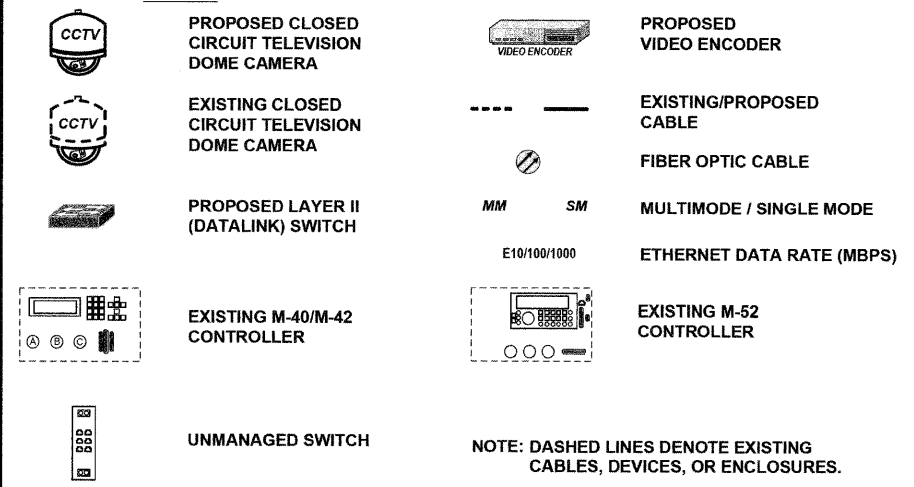 CCTV
PROPOSED CLOSED
CIRCUIT TELEVISION
DOME CAMERA
VIDEO ENCODER
PROPOSED
VIDEO ENCODER
CCTV
EXISTING CLOSED
CIRCUIT TELEVISION
DOME CAMERA
EXISTING/PROPOSED
CABLE
FIBER OPTIC CABLE
PROPOSED LAYER II
(DATALINK) SWITCH
MM SM
MULTIMODE / SINGLE MODE
E10/100/1000
ETHERNET DATA RATE (MBPS)
A B C
EXISTING M-40/M-42
CONTROLLER
EXISTING M-52
CONTROLLER
UNMANAGED SWITCH
NOTE: DASHED LINES DENOTE EXISTING
CABLES, DEVICES, OR ENCLOSURES.